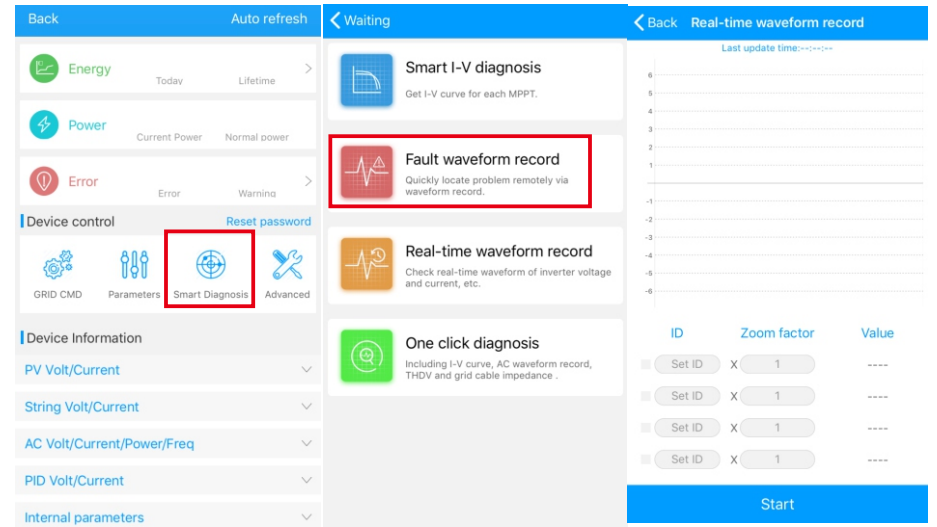 Back Auto refresh
Energy
Today Lifetime
Power
Current Power Normal power
Error
Error Warning
Device control Reset password
GRID CMD Parameters Smart Diagnosis Advanced
Device Information
PV Volt/Current
String Volt/Current
AC Volt/Current/Power/Freq
PID Volt/Current
Internal parameters
Waiting
Smart I-V diagnosis
Get I-V curve for each MPPT.
Fault waveform record
Quickly locate problem remotely via
waveform record.
Real-time waveform record
Check real-time waveform of inverter voltage
and current, etc.
One click diagnosis
Including I-V curve, AC waveform record,
THDV and grid cable impedance .
Back Real-time waveform record
Last update time:--:--:--
6
5
4
3
2
1
-1
-2
-3
-4
-5
-6
ID Zoom factor Value
Set ID X 1 ----
Set ID X 1 ----
Set ID X 1 ----
Set ID X 1 ----
Start